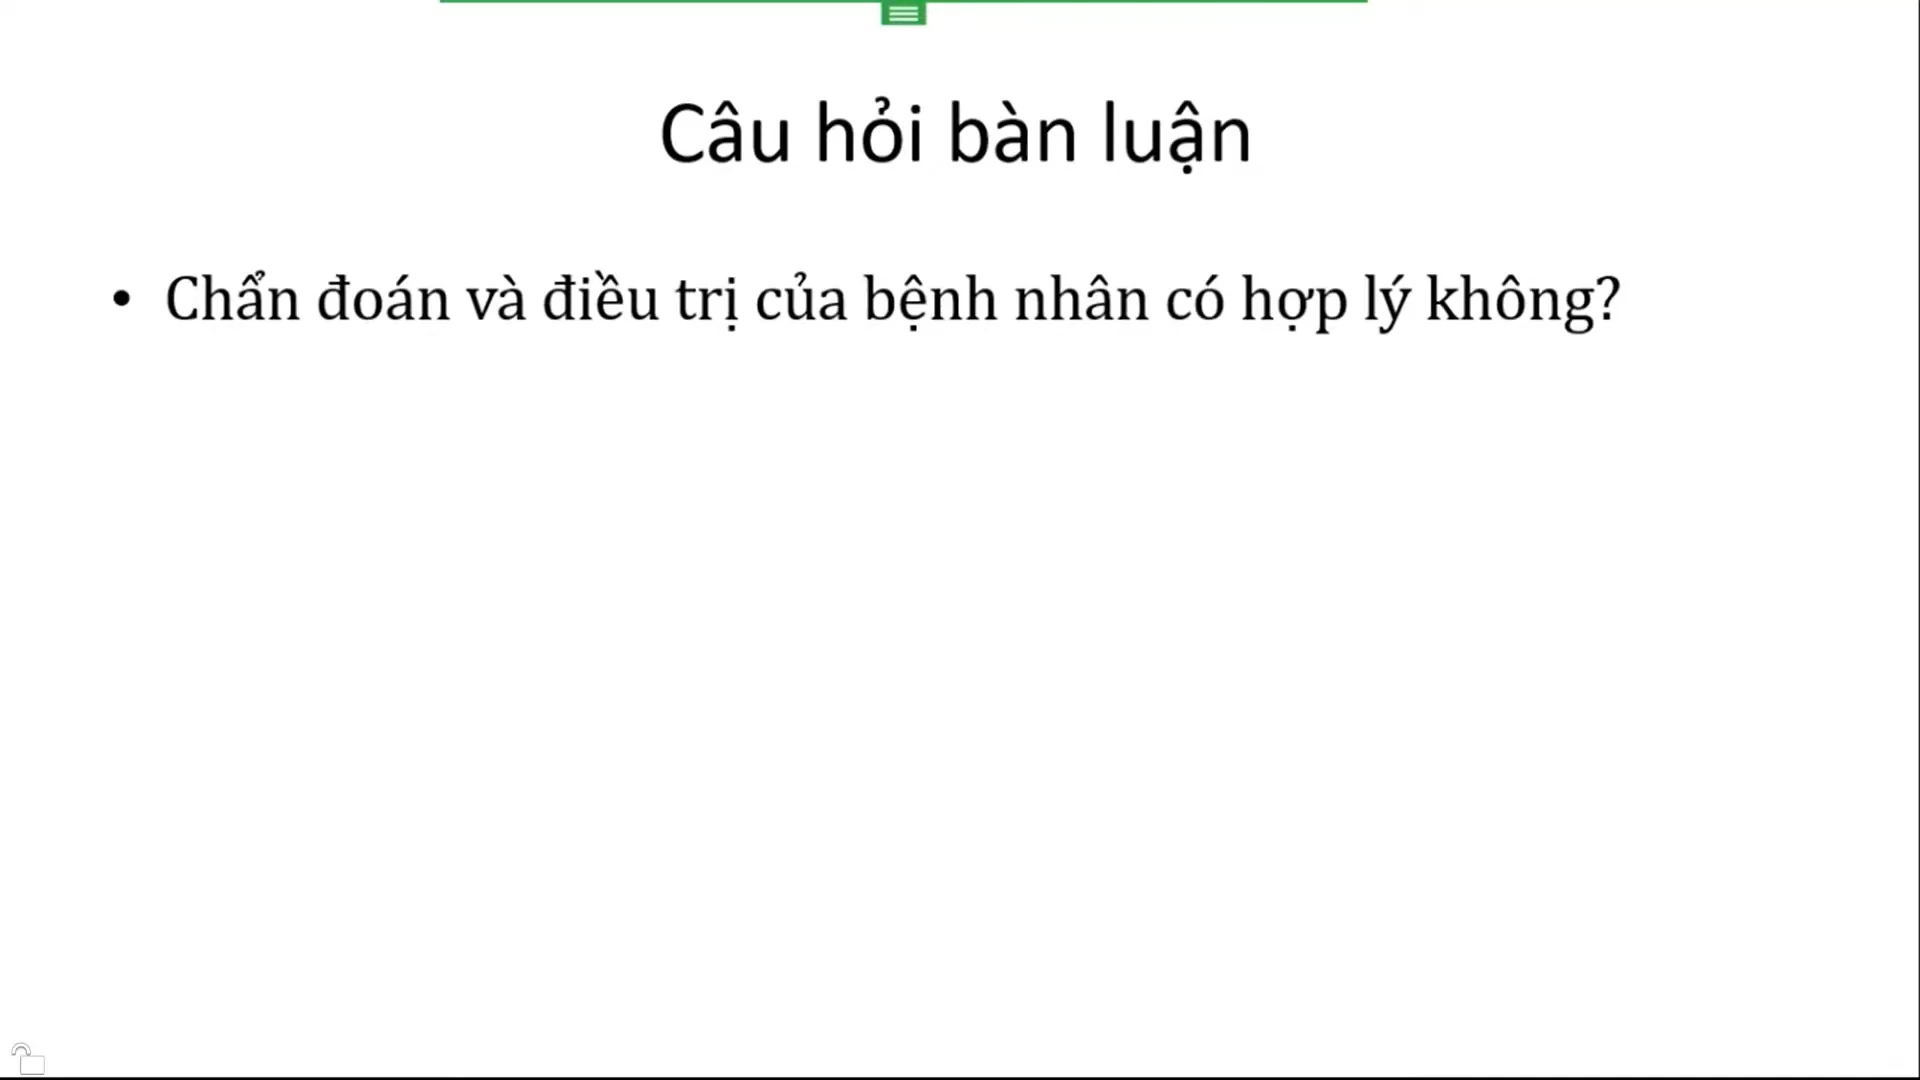 Câu hỏi bàn luận
• Chẩn đoán và điều trị của bệnh nhân có hợp lý không?